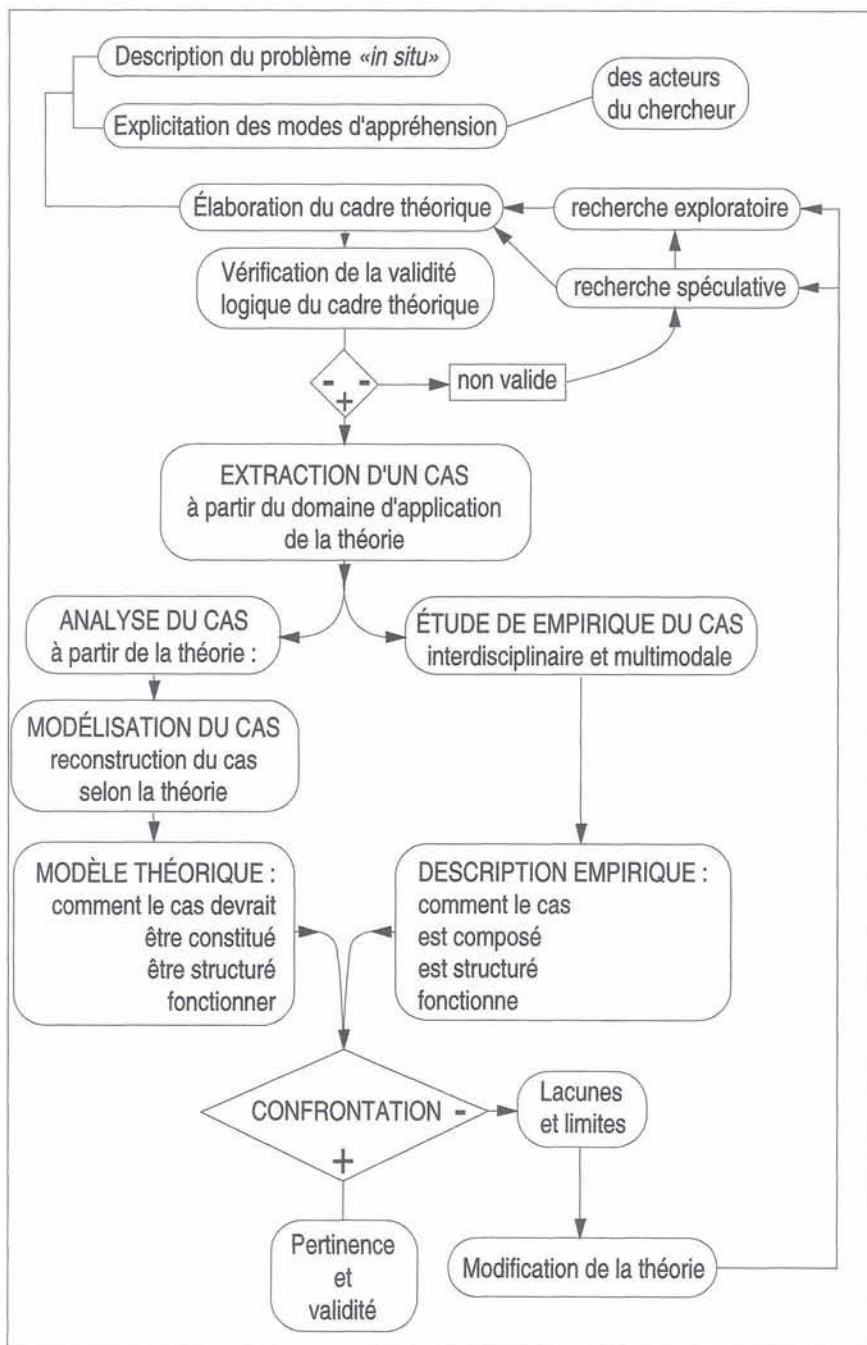 Description du problème «in situ»
des acteurs
du chercheur
Explicitation des modes d'appréhension
Élaboration du cadre théorique
recherche exploratoire
Vérification de la validité
logique du cadre théorique
recherche spéculative
- -
+
non valide
EXTRACTION D'UN CAS
à partir du domaine d'application
de la théorie
ANALYSE DU CAS
à partir de la théorie :
ÉTUDE DE EMPIRIQUE DU CAS
interdisciplinaire et multimodale
MODÉLISATION DU CAS
reconstruction du cas
selon la théorie
MODÈLE THÉORIQUE :
comment le cas devrait
être constitué
être structuré
fonctionner
DESCRIPTION EMPIRIQUE :
comment le cas
est composé
est structuré
fonctionne
CONFRONTATION -
+
Lacunes
et limites
Pertinence
et
validité
Modification de la théorie